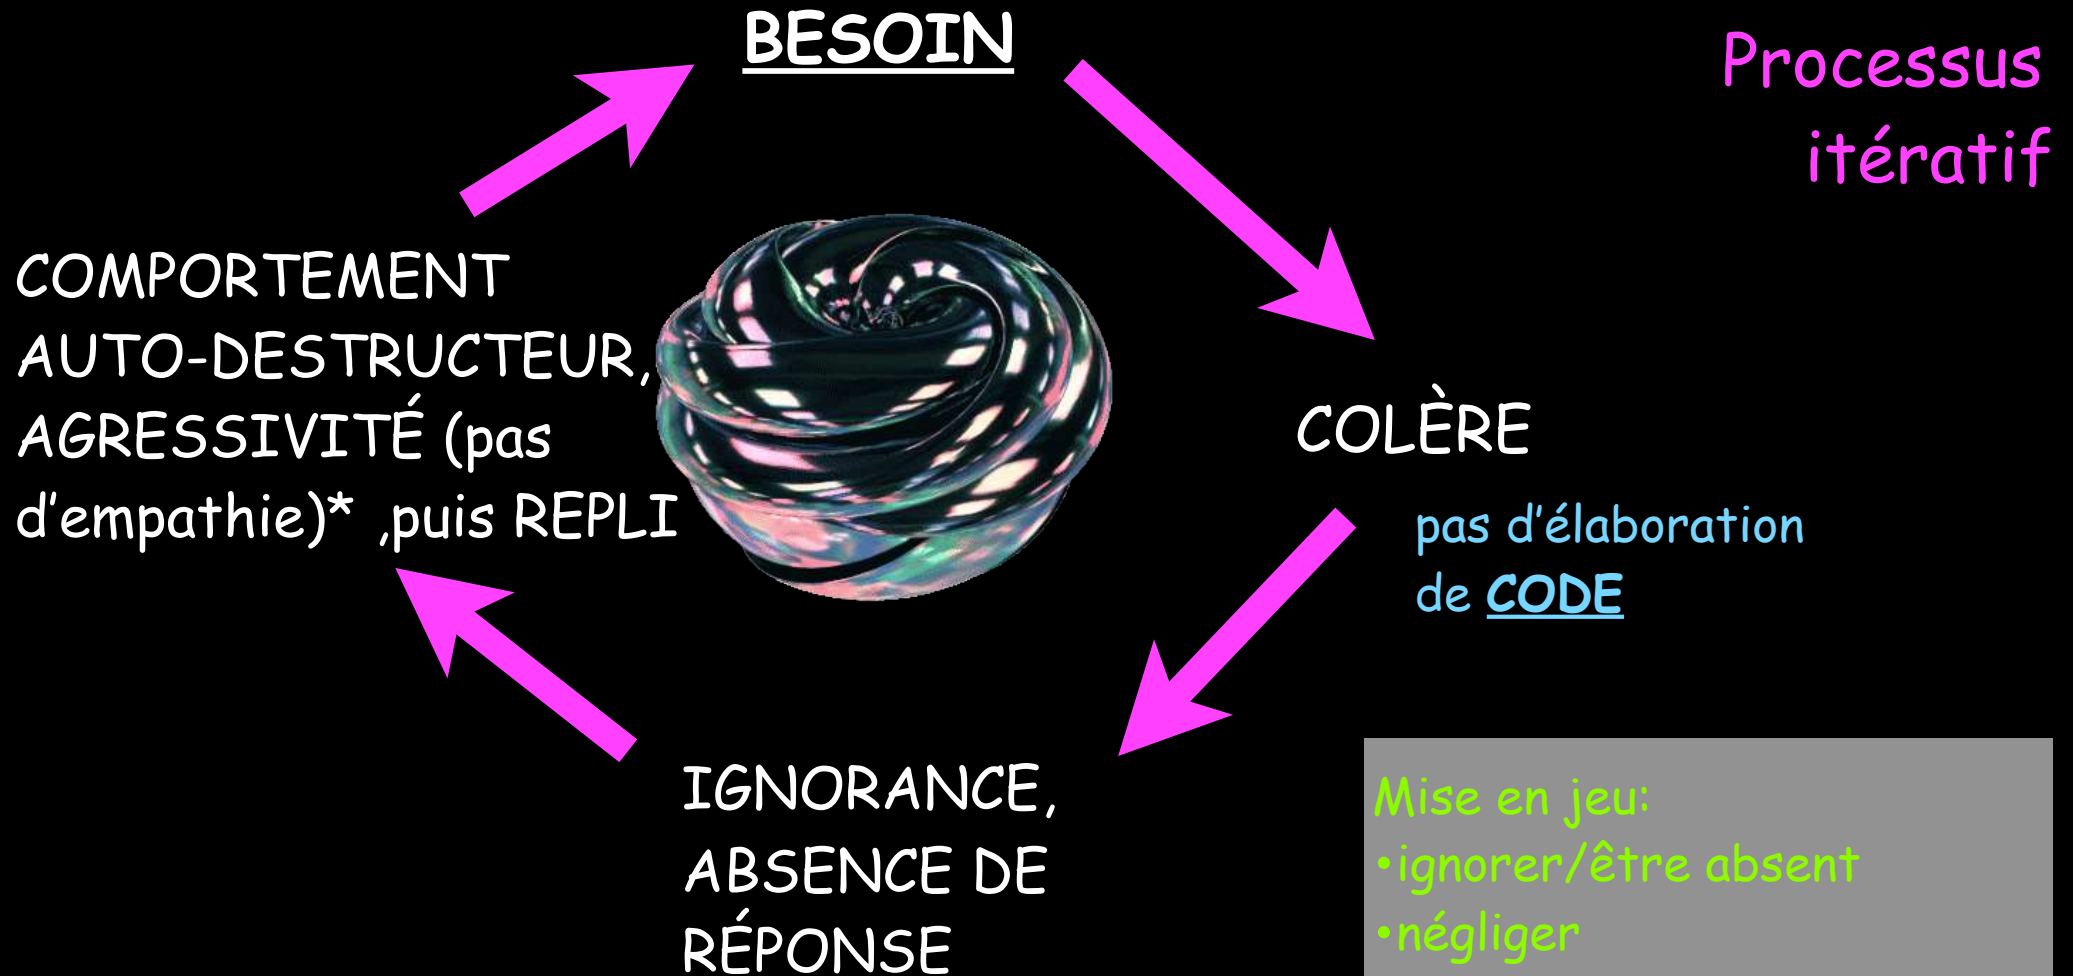 BESOIN
Processus
itératif
COMPORTEMENT
AUTO-DESTRUCTEUR,
AGRESSIVITÉ (pas
d’empathie)* ,puis REPLI
COLÈRE
pas d’élaboration
de CODE
IGNORANCE,
ABSENCE DE
RÉPONSE
Mise en jeu:
•ignorer/être absent
•négliger